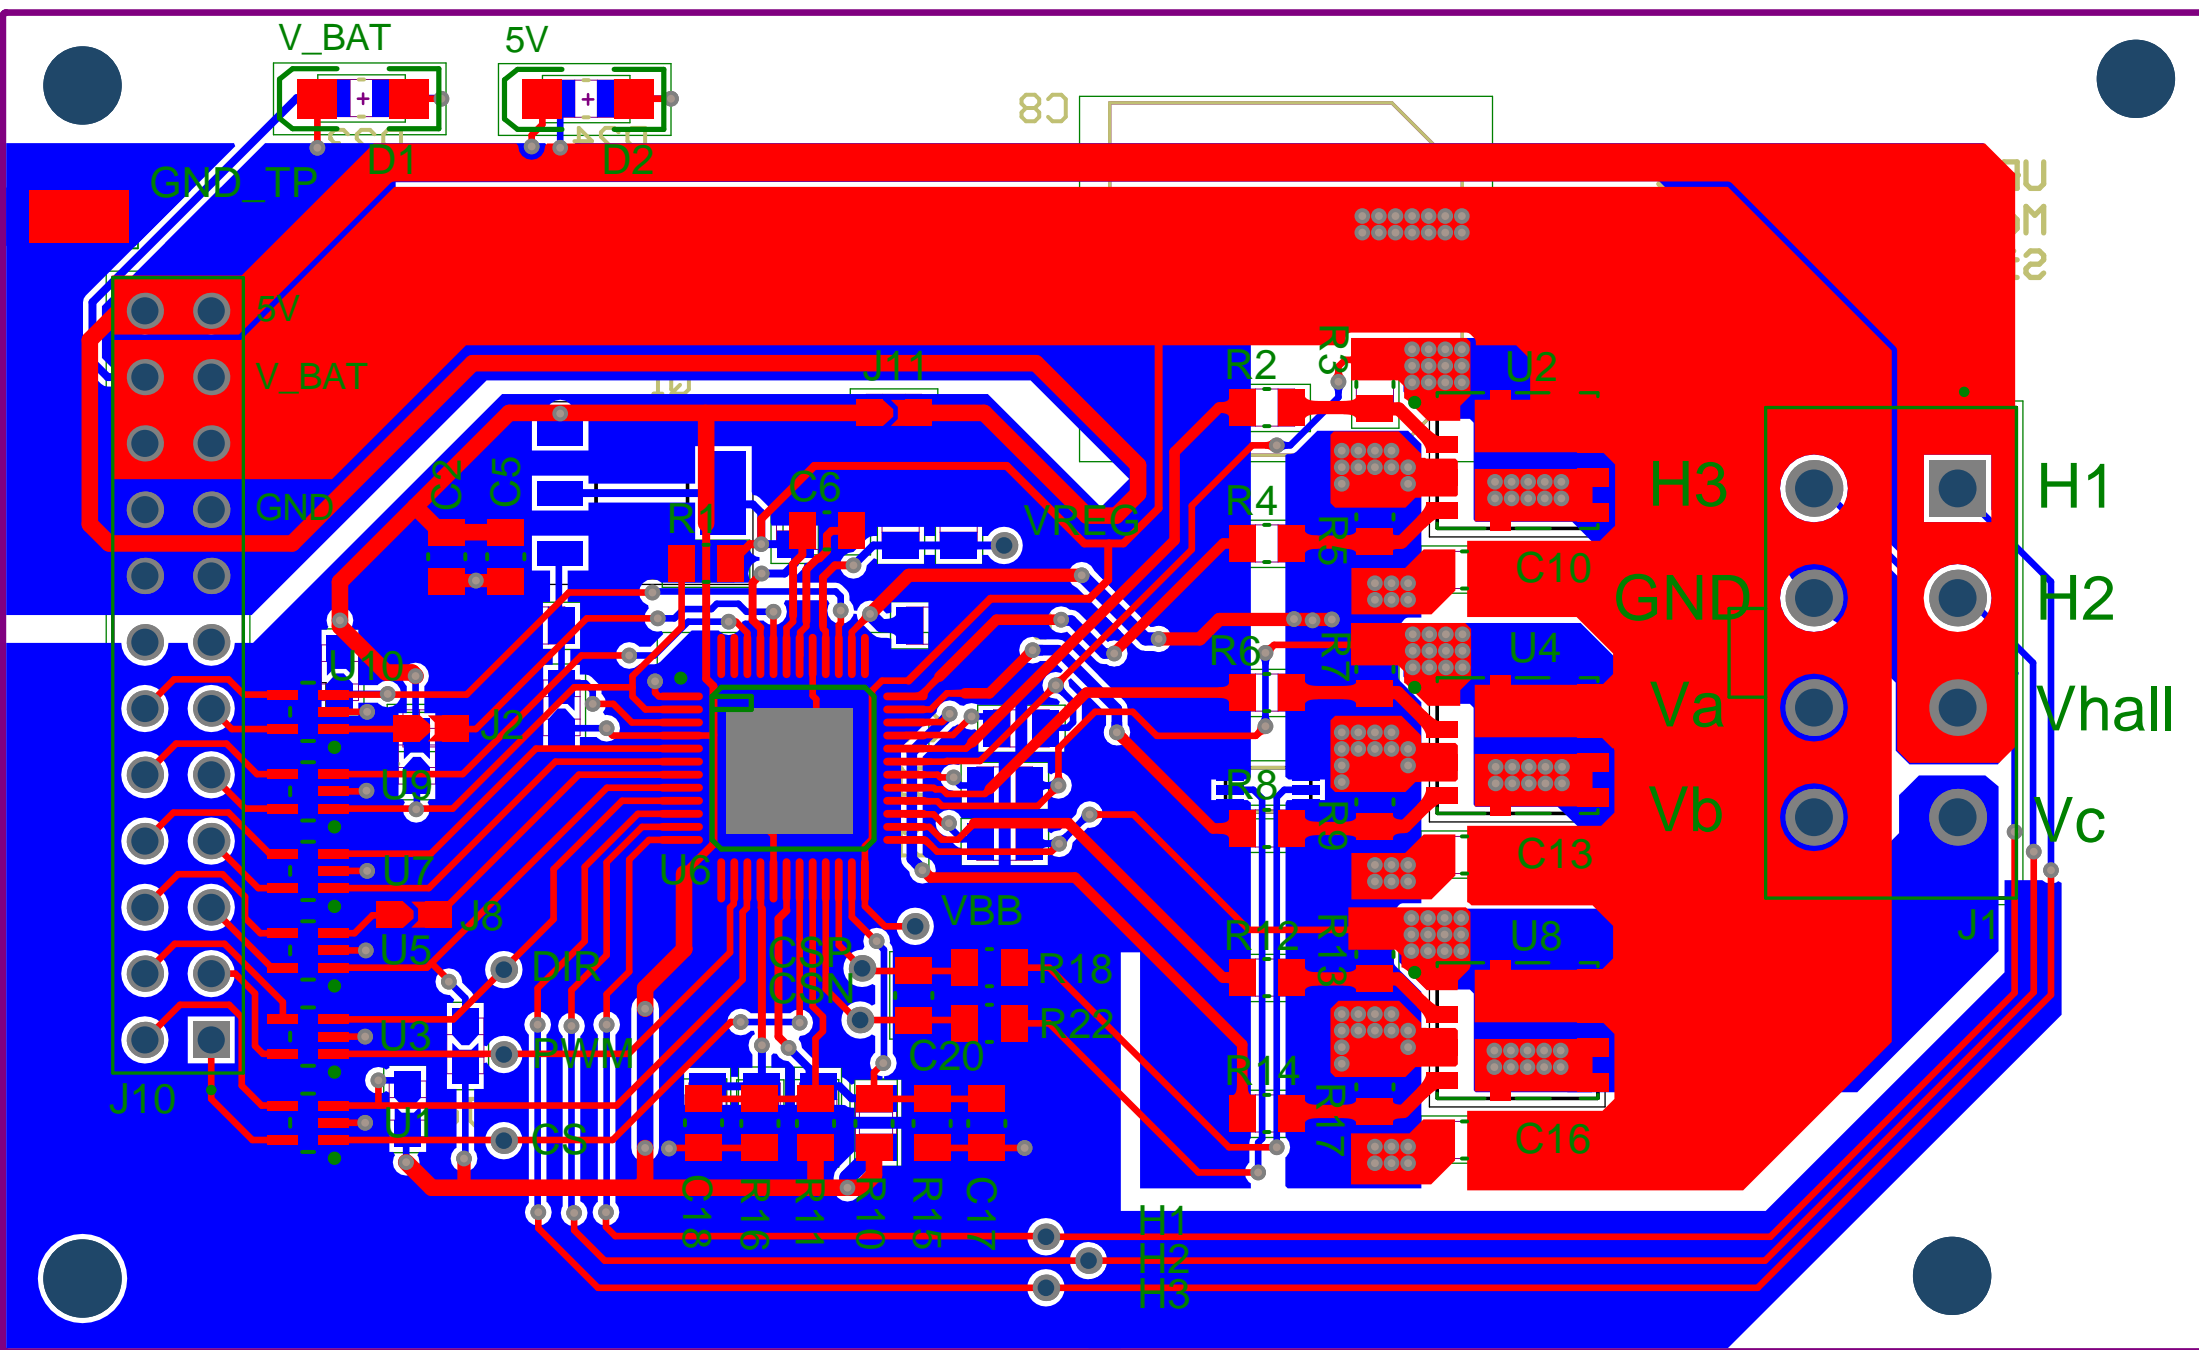 V_BAT
5V
C8
D1
D2
GND_TP
5V
V_BAT
GND
J11
R2
R3
U2
C2
C5
C6
R1
VREG
R4
R5
C10
H3
H1
GND
H2
Va
Vhall
Vb
Vc
J1
U10
J2
U9
U7
J8
U5
U3
U1
J10
U6
R6
R7
U4
R8
R9
C13
VBB
CSP
CSN
DIR
PWM
CS
R18
R22
C20
R12
R13
U8
R14
R17
C16
C18
R16
R11
R10
R15
C17
H1
H2
H3